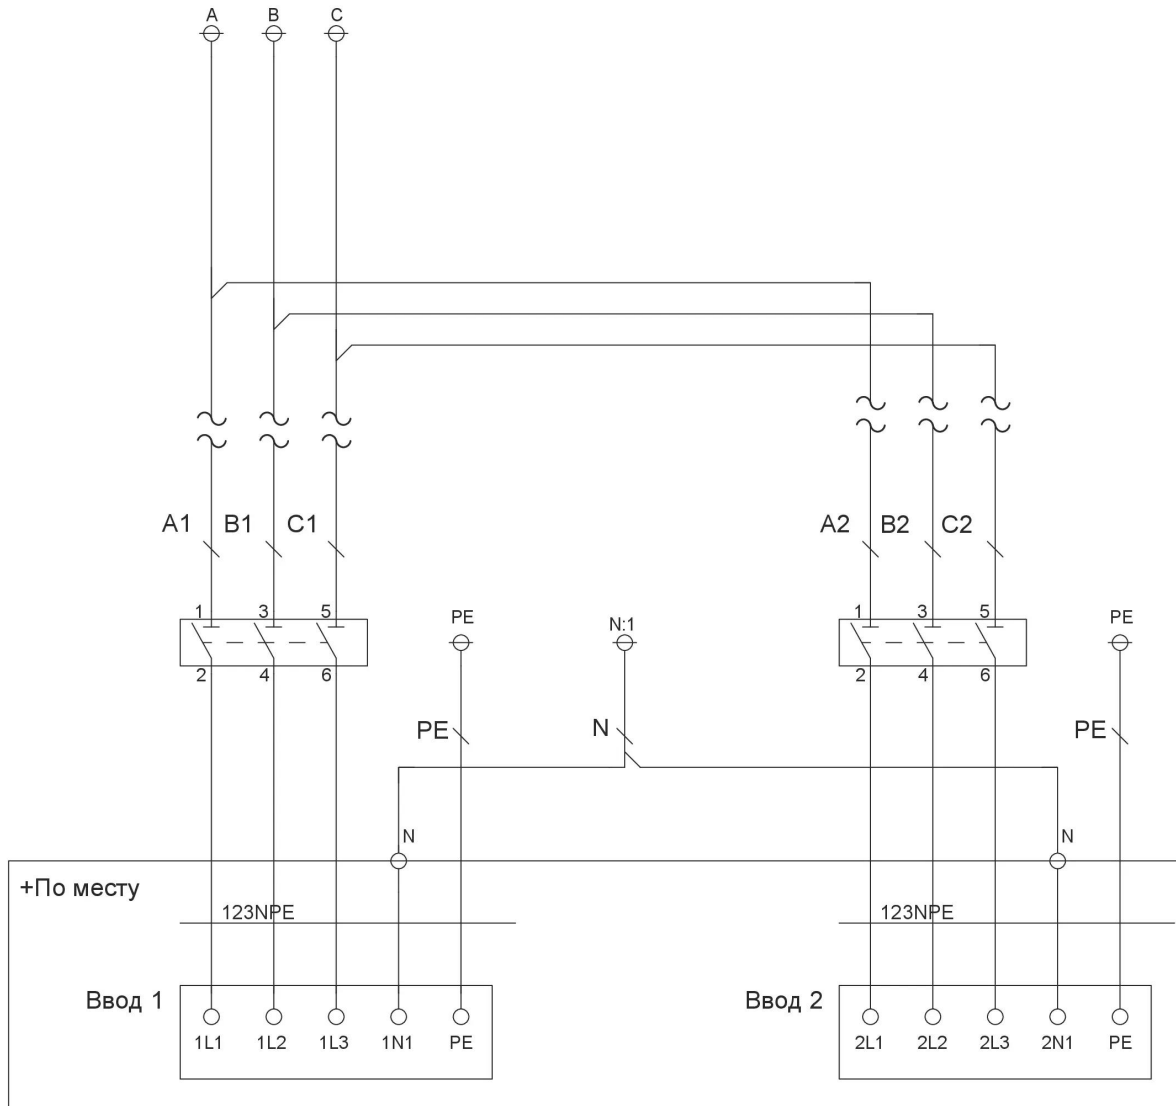 A B C
A1 B1 C1 A2 B2 C2
1 3 5 PE N:1 1 3 5 PE
2 4 6 2 4 6
PE N PE
N N
+По месту
123NPE 123NPE
Ввод 1 Ввод 2
1L1 1L2 1L3 1N1 PE 2L1 2L2 2L3 2N1 PE